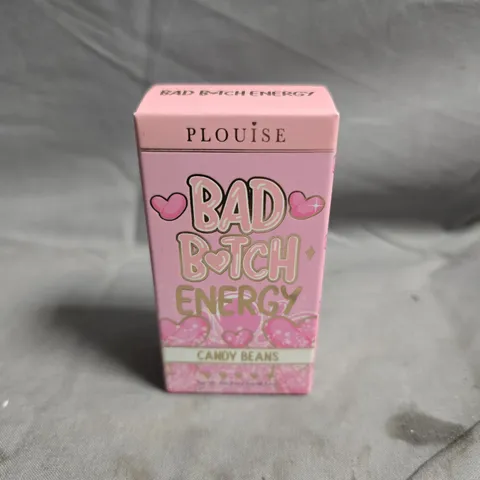 BAD B♡TCH ENERGY
PLOUISE
BAD
B♡TCH
ENERGY
CANDY BEANS